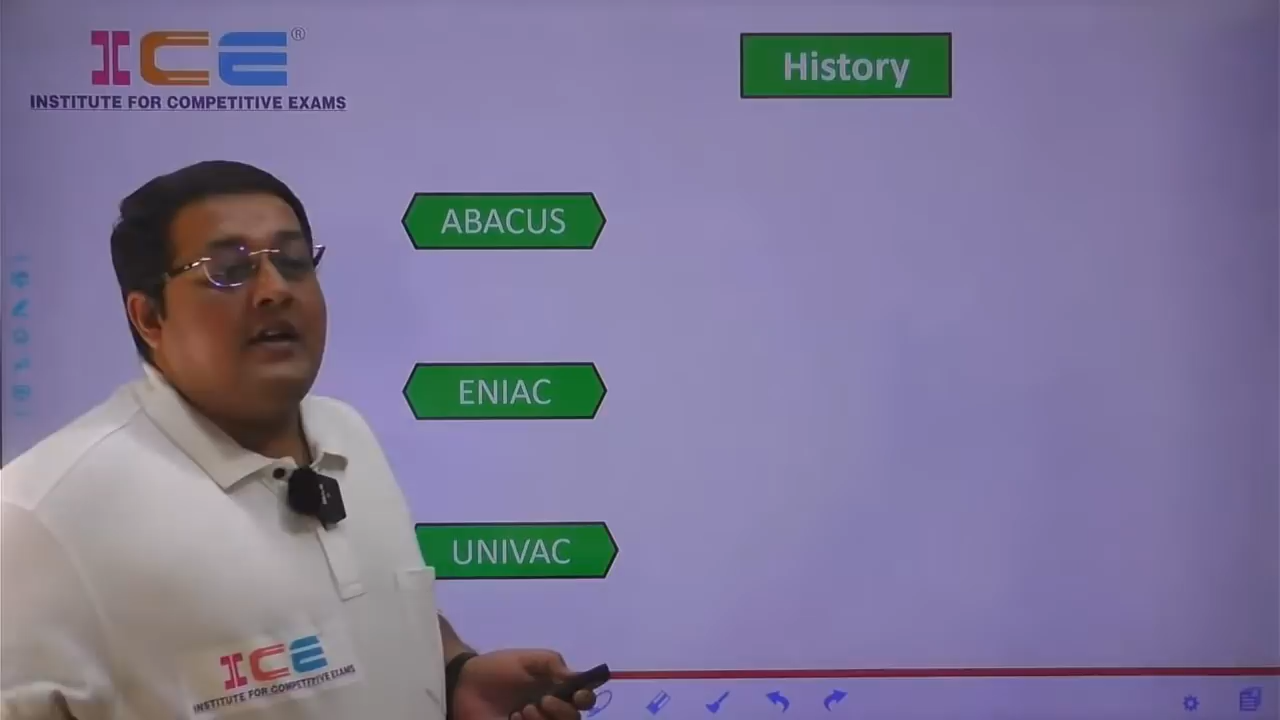 ICE®
INSTITUTE FOR COMPETITIVE EXAMS
History
ABACUS
ENIAC
UNIVAC
ICE
INSTITUTE FOR COMPETITIVE EXAMS